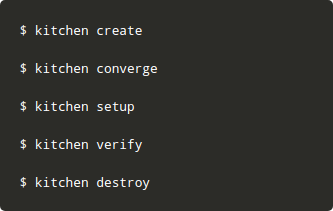 $ kitchen create
$ kitchen converge
$ kitchen setup
$ kitchen verify
$ kitchen destroy